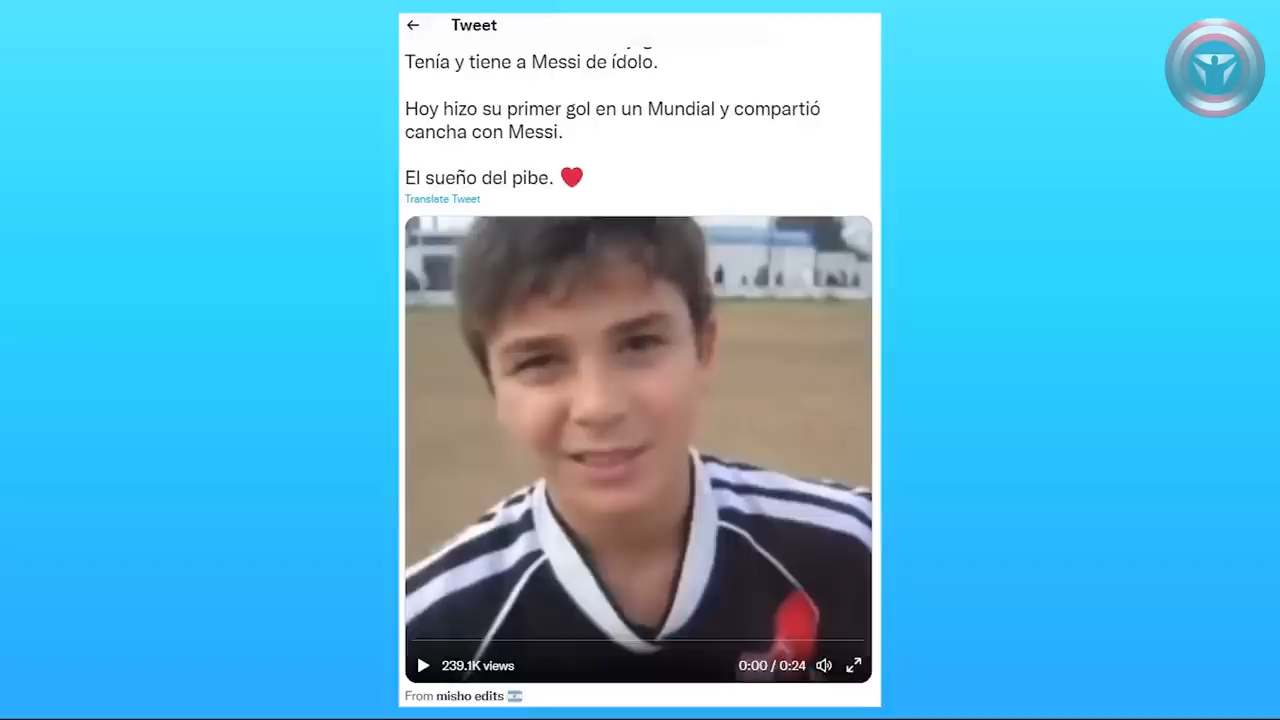 Tweet
Tenía y tiene a Messi de ídolo.
Hoy hizo su primer gol en un Mundial y compartió
cancha con Messi.
El sueño del pibe. ❤️
Translate Tweet
239.1K views
0:00 / 0:24
From misho edits 🇦🇷